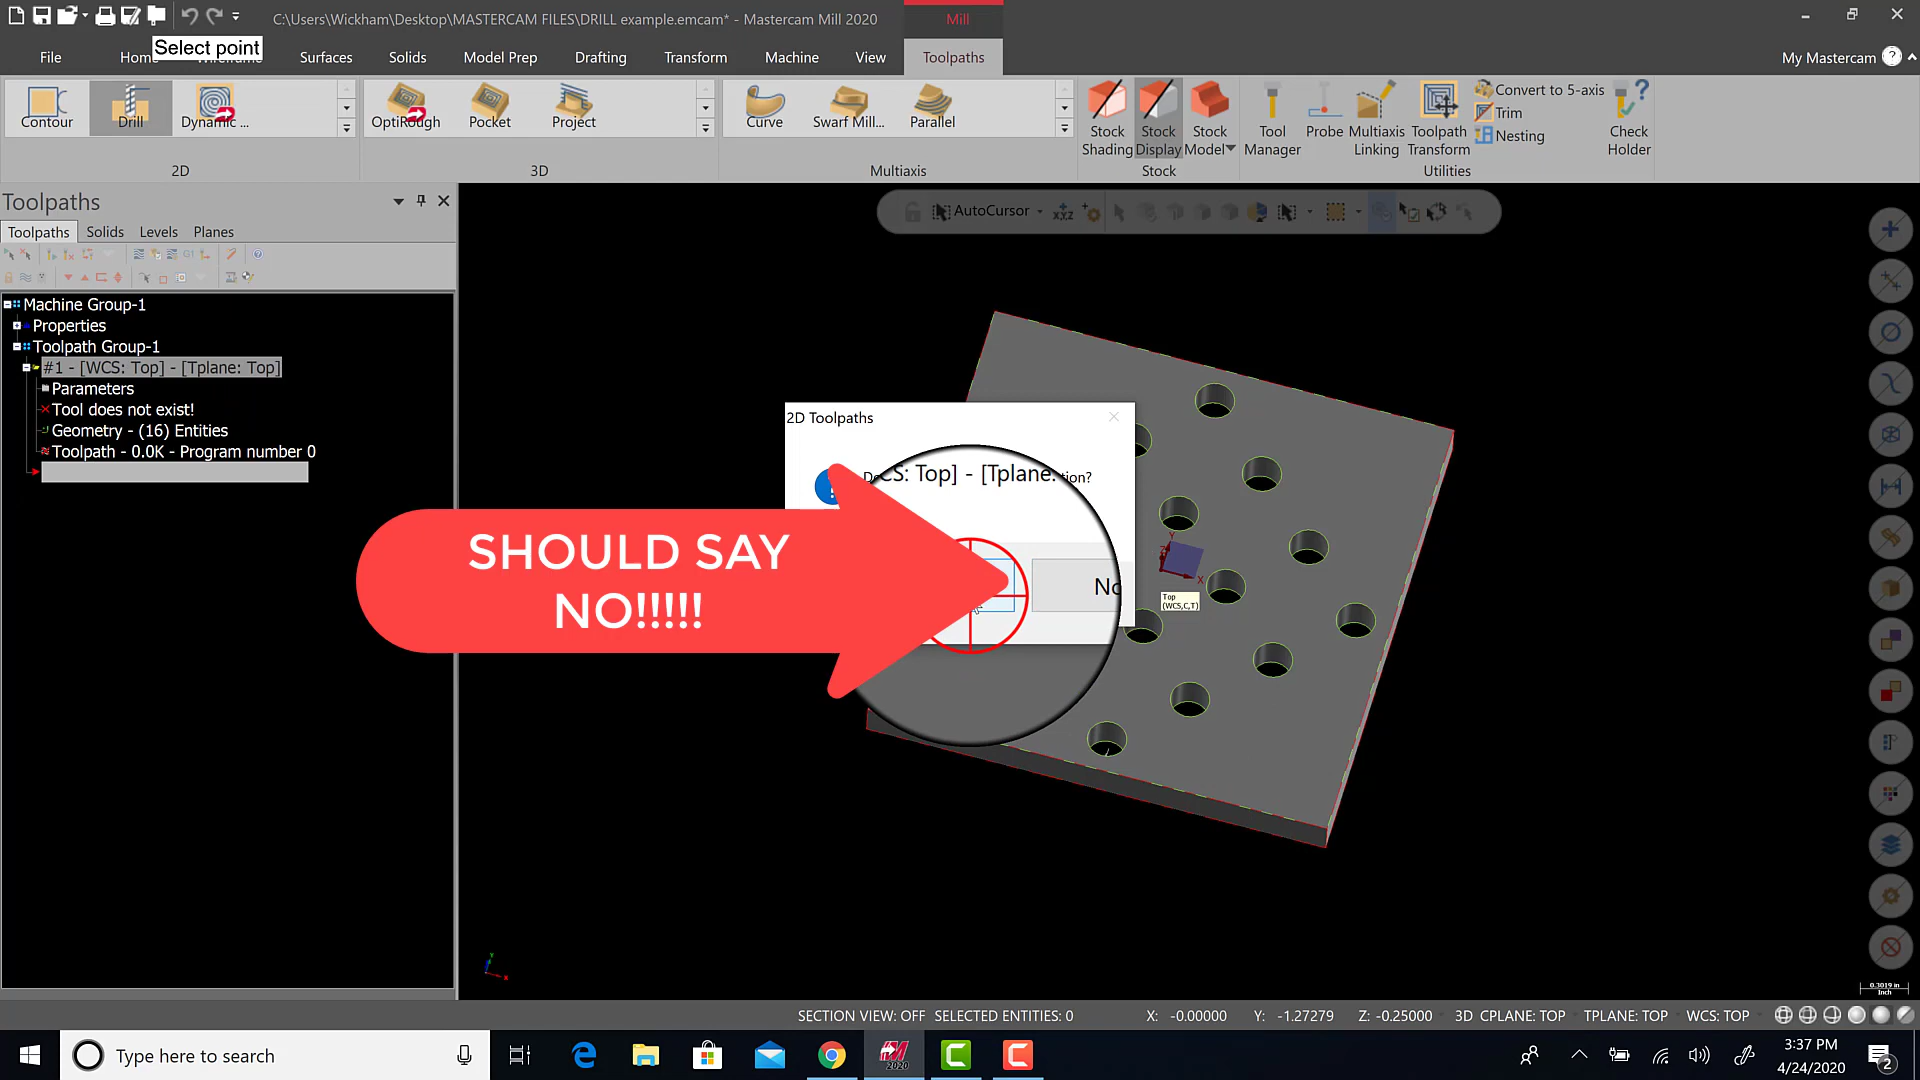 C:\Users\Wickham\Desktop\MASTERCAM FILES\DRILL example.emcam* - Mastercam Mill 2020
Mill
Select point
File
Home
Surfaces
Solids
Model Prep
Drafting
Transform
Machine
View
Toolpaths
My Mastercam
Contour
Drill
Dynamic ...
OptiRough
Pocket
Project
Curve
Swarf Mill...
Parallel
Stock
Shading
Stock
Display
Stock
Model
Tool
Manager
Probe
Multiaxis
Linking
Toolpath
Transform
Convert to 5-axis
Trim
Nesting
Check
Holder
2D
3D
Multiaxis
Stock
Utilities
Toolpaths
Toolpaths
Solids
Levels
Planes
AutoCursor
Machine Group-1
Properties
Toolpath Group-1
#1 - [WCS: Top] - [Tplane: Top]
Parameters
Tool does not exist!
Geometry - (16) Entities
Toolpath - 0.0K - Program number 0
2D Toolpaths
CS: Top] - [Tplane:
SHOULD SAY
NO!!!!!
Top
(WCS,C,T)
Y
X
0.3019 in
Inch
SECTION VIEW: OFF
SELECTED ENTITIES: 0
X: -0.00000
Y: -1.27279
Z: -0.25000
3D
CPLANE: TOP
TPLANE: TOP
WCS: TOP
Type here to search
2020
3:37 PM
4/24/2020
2